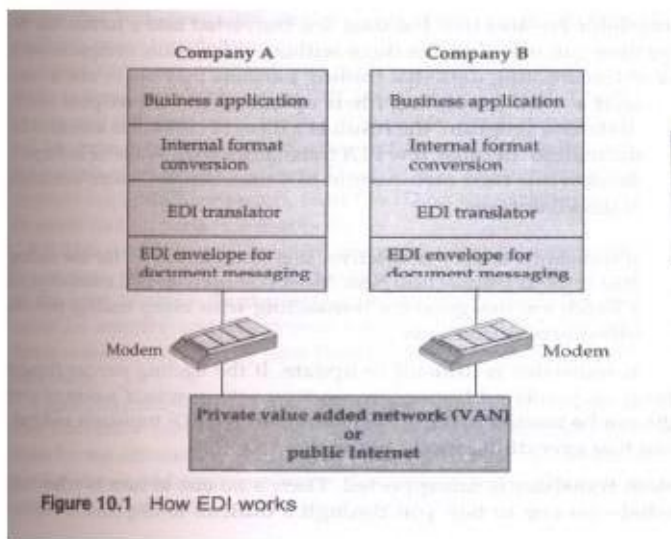 Company A
Company B
Business application
Business application
Internal format
conversion
Internal format
conversion
EDI translator
EDI translator
EDI envelope for
document messaging
EDI envelope for
document messaging
Modem
Modem
Private value added network (VAN)
or
public Internet
Figure 10.1 How EDI works